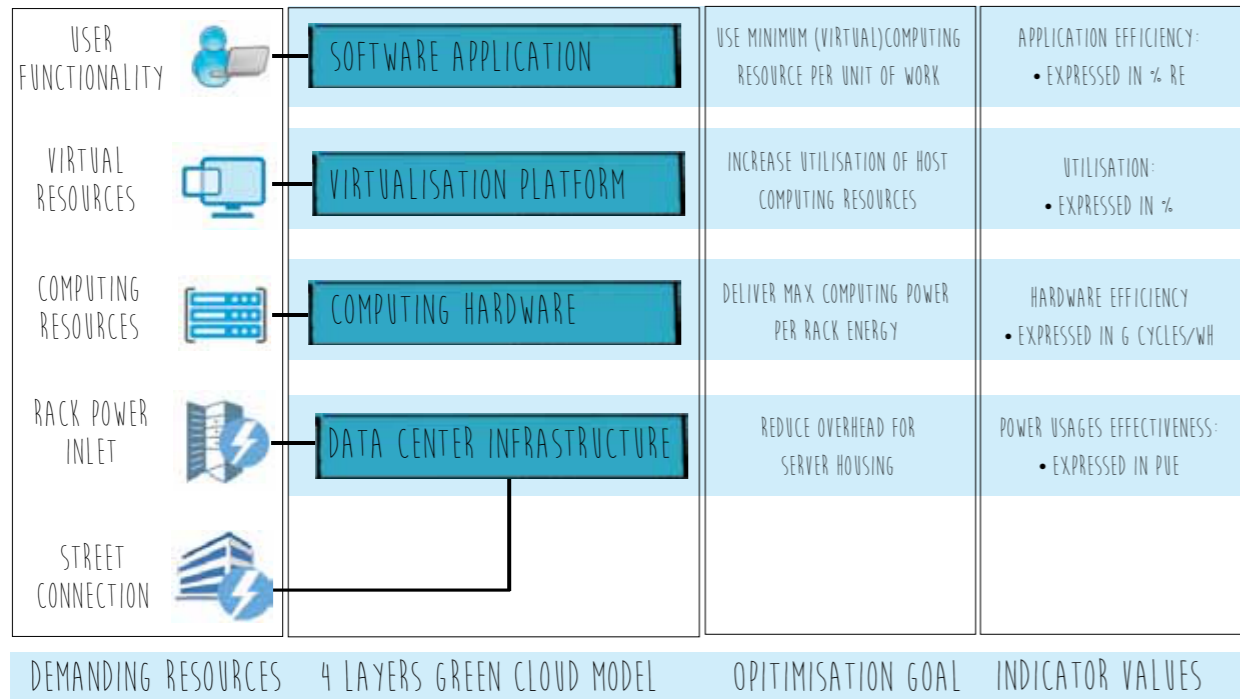 USER
FUNCTIONALITY
SOFTWARE APPLICATION
USE MINIMUM (VIRTUAL)COMPUTING
RESOURCE PER UNIT OF WORK
APPLICATION EFFICIENCY:
• EXPRESSED IN % RE
VIRTUAL
RESOURCES
VIRTUALISATION PLATFORM
INCREASE UTILISATION OF HOST
COMPUTING RESOURCES
UTILISATION:
• EXPRESSED IN %
COMPUTING
RESOURCES
COMPUTING HARDWARE
DELIVER MAX COMPUTING POWER
PER RACK ENERGY
HARDWARE EFFICIENCY
• EXPRESSED IN G CYCLES/WH
RACK POWER
INLET
DATA CENTER INFRASTRUCTURE
REDUCE OVERHEAD FOR
SERVER HOUSING
POWER USAGES EFFECTIVENESS:
• EXPRESSED IN PUE
STREET
CONNECTION
DEMANDING RESOURCES
4 LAYERS GREEN CLOUD MODEL
OPITIMISATION GOAL
INDICATOR VALUES